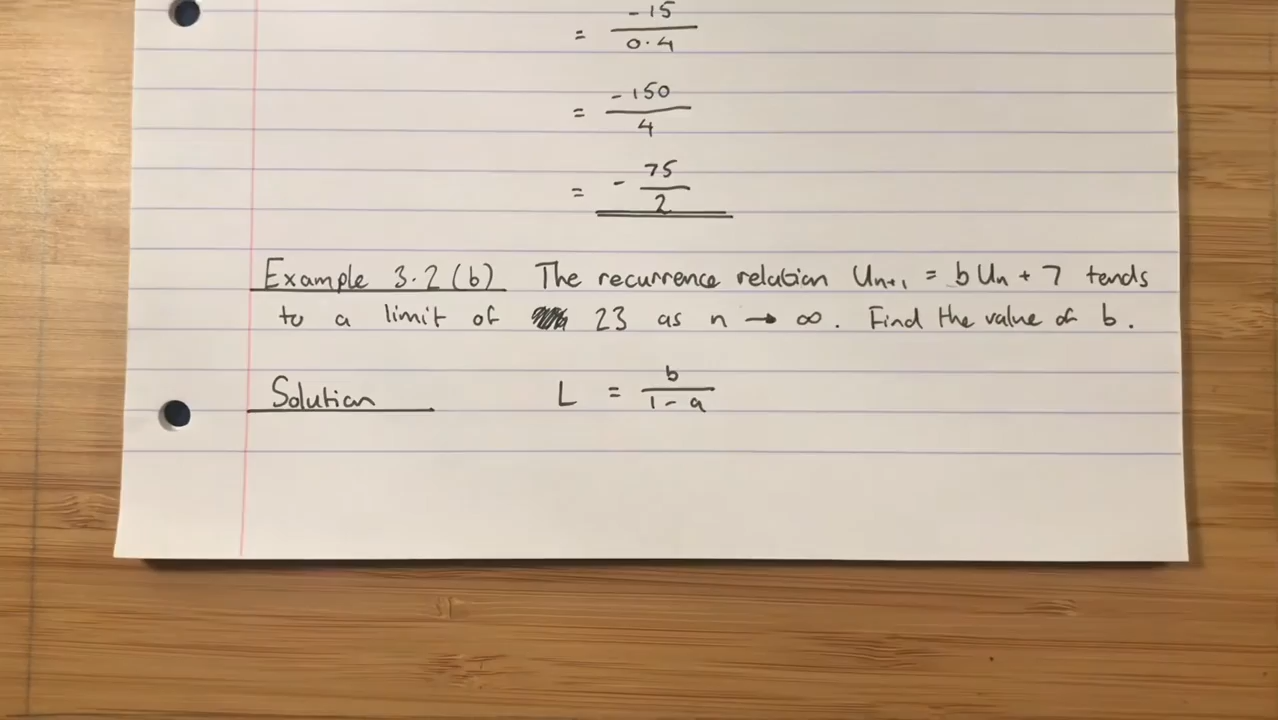 = -15/0.4
= -150/4
= - 75/2
Example 3.2 (b) The recurrence relation Un+1 = bUn + 7 tends
to a limit of 23 as n → ∞. Find the value of b.
Solution L = b/1-a